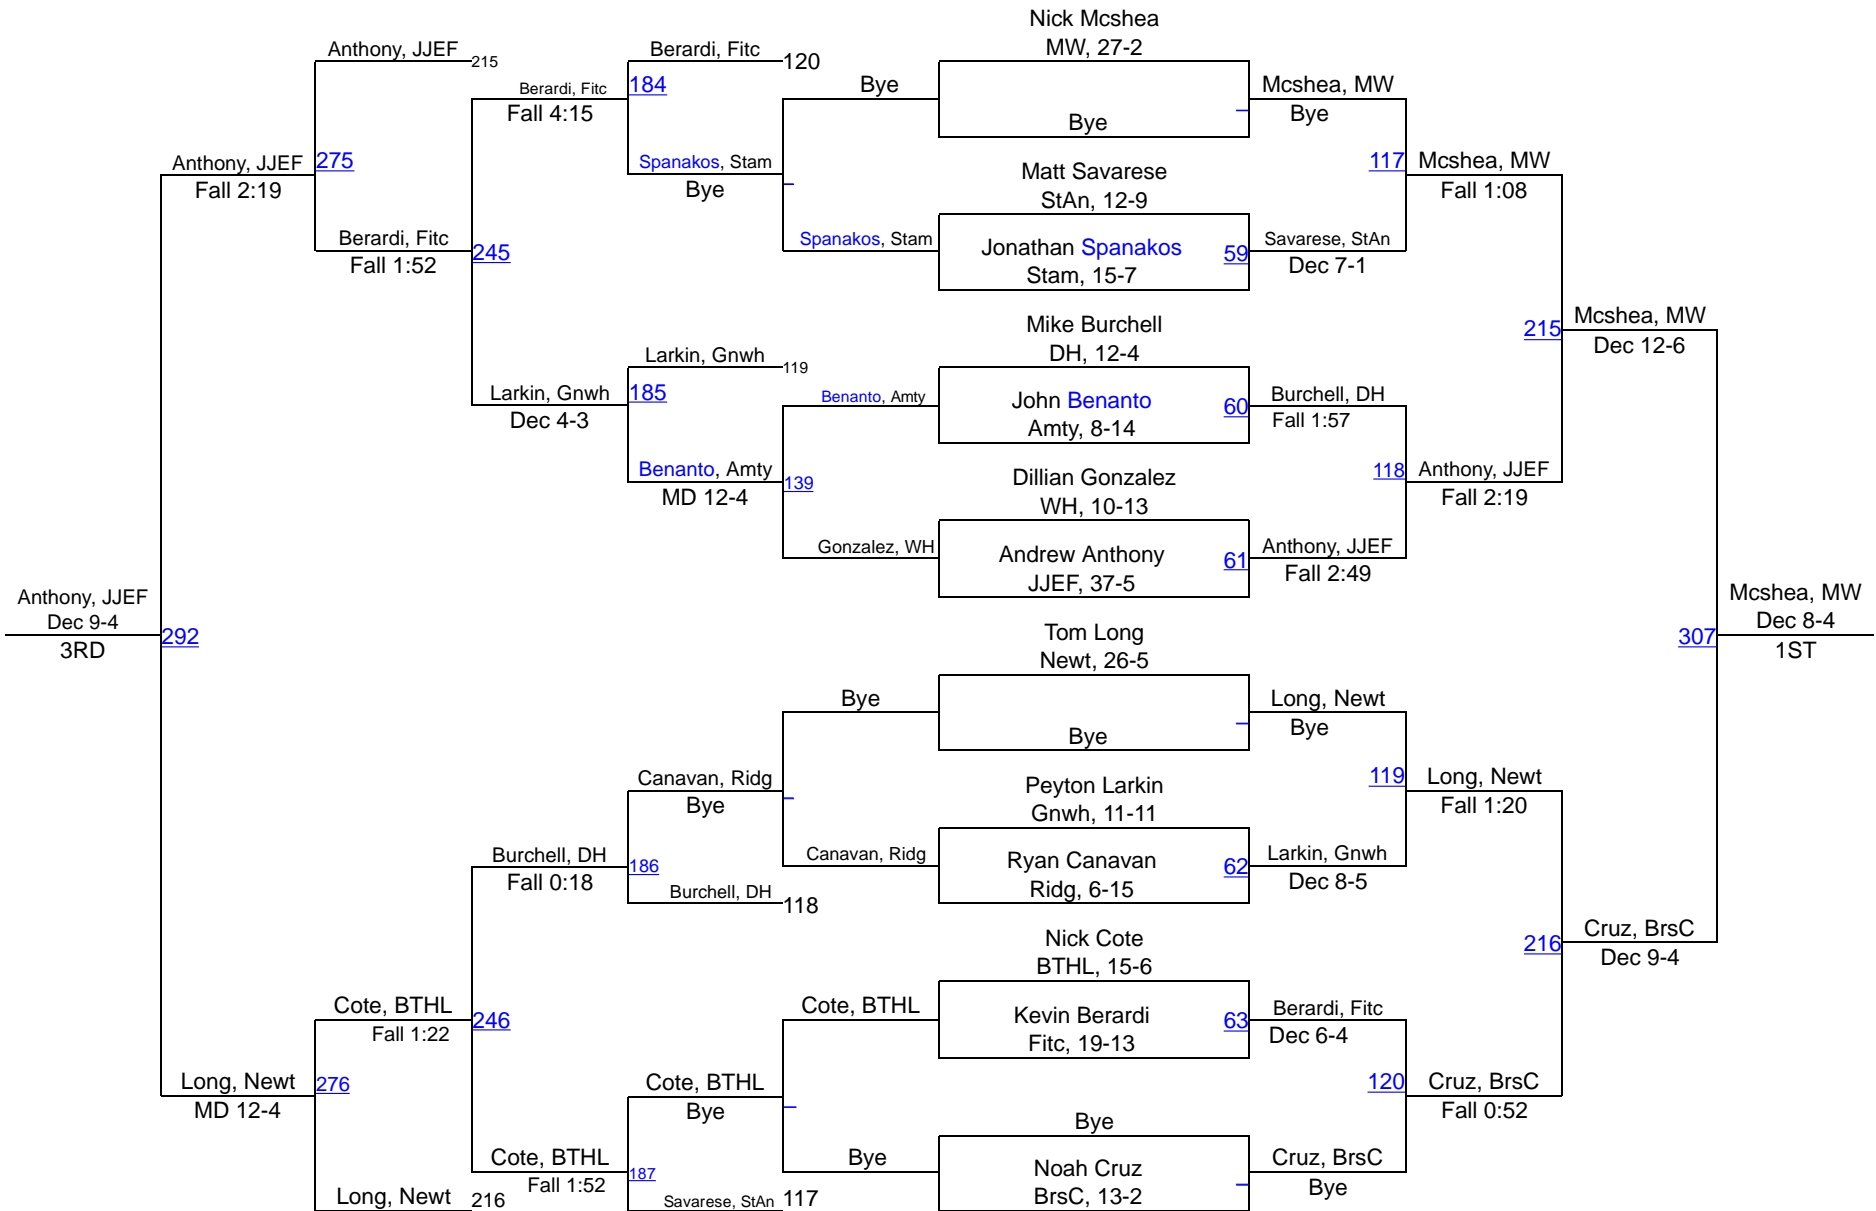 Nick Mcshea
MW, 27-2
Bye
Matt Savarese
StAn, 12-9
Jonathan Spanakos
Stam, 15-7
59
Mike Burchell
DH, 12-4
John Benanto
Amty, 8-14
60
Dillian Gonzalez
WH, 10-13
Andrew Anthony
JJEF, 37-5
61
Tom Long
Newt, 26-5
Bye
Peyton Larkin
Gnwh, 11-11
Ryan Canavan
Ridg, 6-15
62
Nick Cote
BTHL, 15-6
Kevin Berardi
Fitc, 19-13
63
Bye
Noah Cruz
BrsC, 13-2
Mcshea, MW
Bye
117
Savarese, StAn
Dec 7-1
Burchell, DH
Fall 1:57
118
Anthony, JJEF
Fall 2:49
Long, Newt
Bye
119
Larkin, Gnwh
Dec 8-5
Berardi, Fitc
Dec 6-4
120
Cruz, BrsC
Bye
Mcshea, MW
Fall 1:08
215
Anthony, JJEF
Fall 2:19
Long, Newt
Fall 1:20
216
Cruz, BrsC
Fall 0:52
Mcshea, MW
Dec 12-6
307
Cruz, BrsC
Dec 9-4
Mcshea, MW
Dec 8-4
1ST
Bye
Spanakos, Stam
Benanto, Amty
139
Gonzalez, WH
Bye
Canavan, Ridg
Cote, BTHL
Bye
Berardi, Fitc
120
184
Spanakos, Stam
Bye
Larkin, Gnwh
119
185
Benanto, Amty
MD 12-4
Canavan, Ridg
Bye
186
Burchell, DH
118
Cote, BTHL
Bye
187
Savarese, StAn
117
Berardi, Fitc
Fall 4:15
245
Larkin, Gnwh
Dec 4-3
Burchell, DH
Fall 0:18
246
Cote, BTHL
Fall 1:52
Anthony, JJEF
215
275
Berardi, Fitc
Fall 1:52
Cote, BTHL
Fall 1:22
276
Long, Newt
216
Anthony, JJEF
Fall 2:19
292
Long, Newt
MD 12-4
Anthony, JJEF
Dec 9-4
3RD